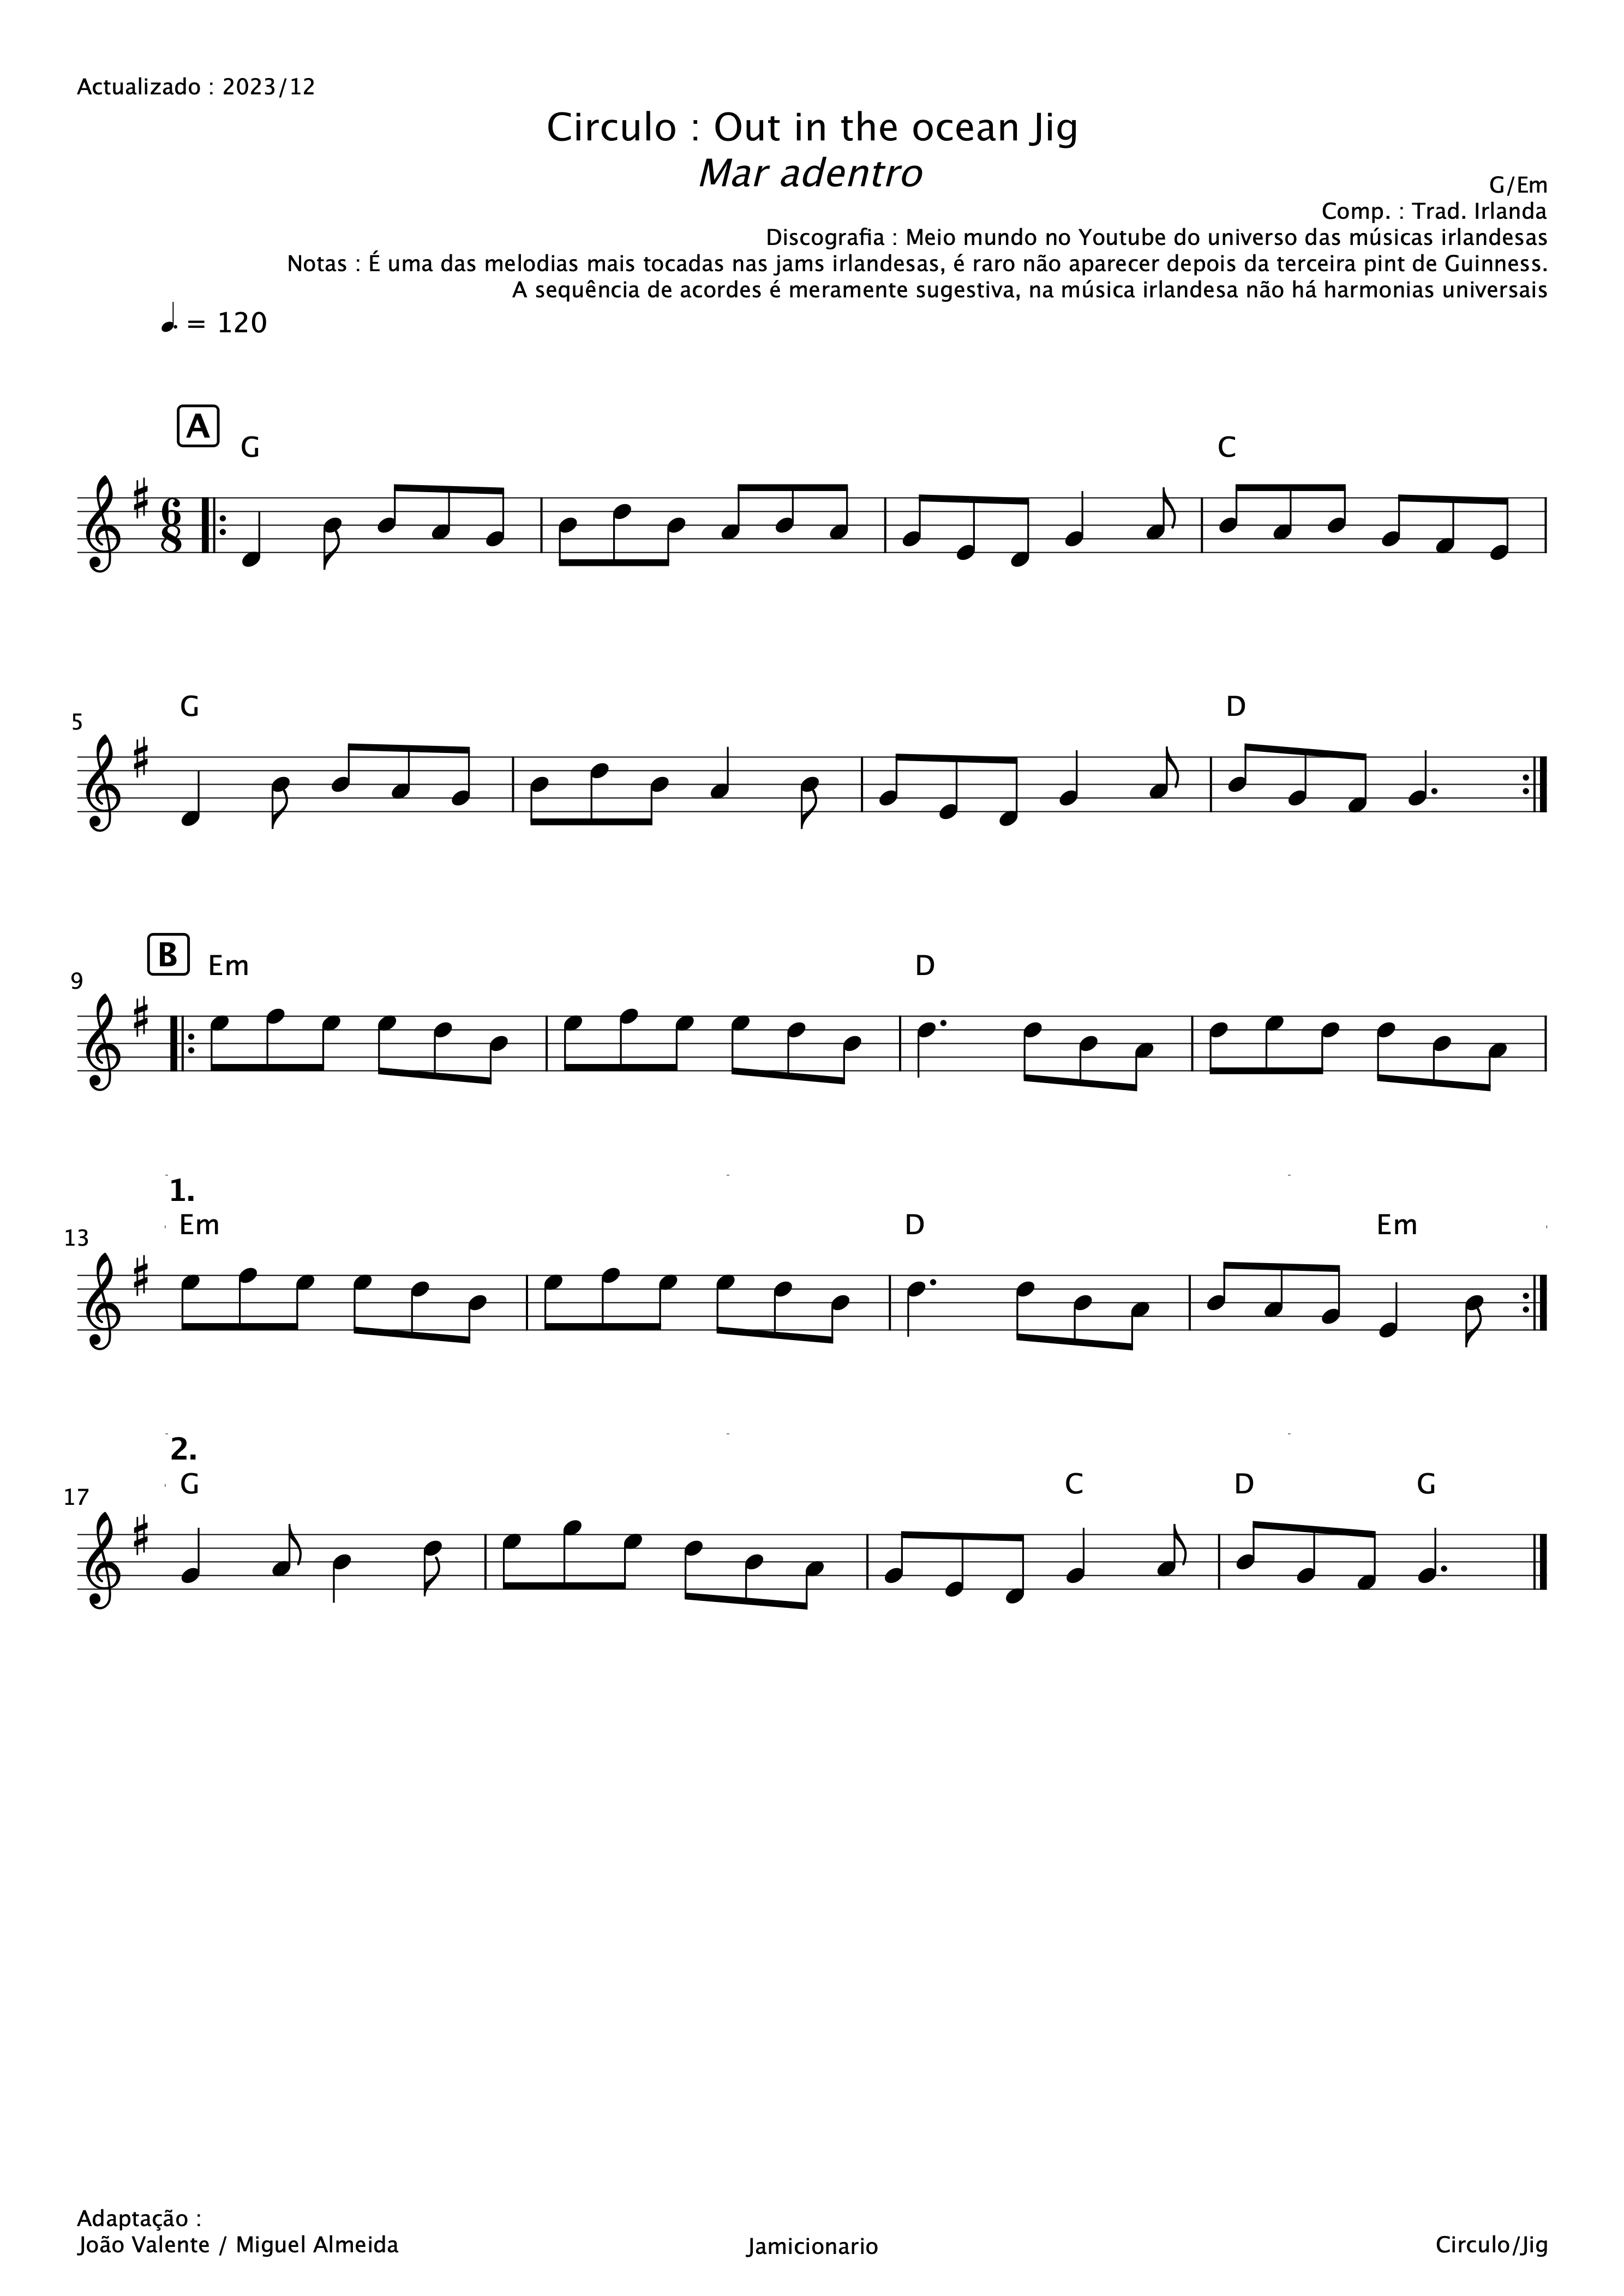 Actualizado : 2023/12
Circulo : Out in the ocean Jig
Mar adentro
G/Em
Comp. : Trad. Irlanda
Discografia : Meio mundo no Youtube do universo das músicas irlandesas
Notas : É uma das melodias mais tocadas nas jams irlandesas, é raro não aparecer depois da terceira pint de Guinness.
A sequência de acordes é meramente sugestiva, na música irlandesa não há harmonias universais
= 120
A
G C
6
8
G D
5
B
Em D
9
1.
Em D Em
13
2.
G C D G
17
Adaptação :
João Valente / Miguel Almeida
Jamicionario
Circulo/Jig